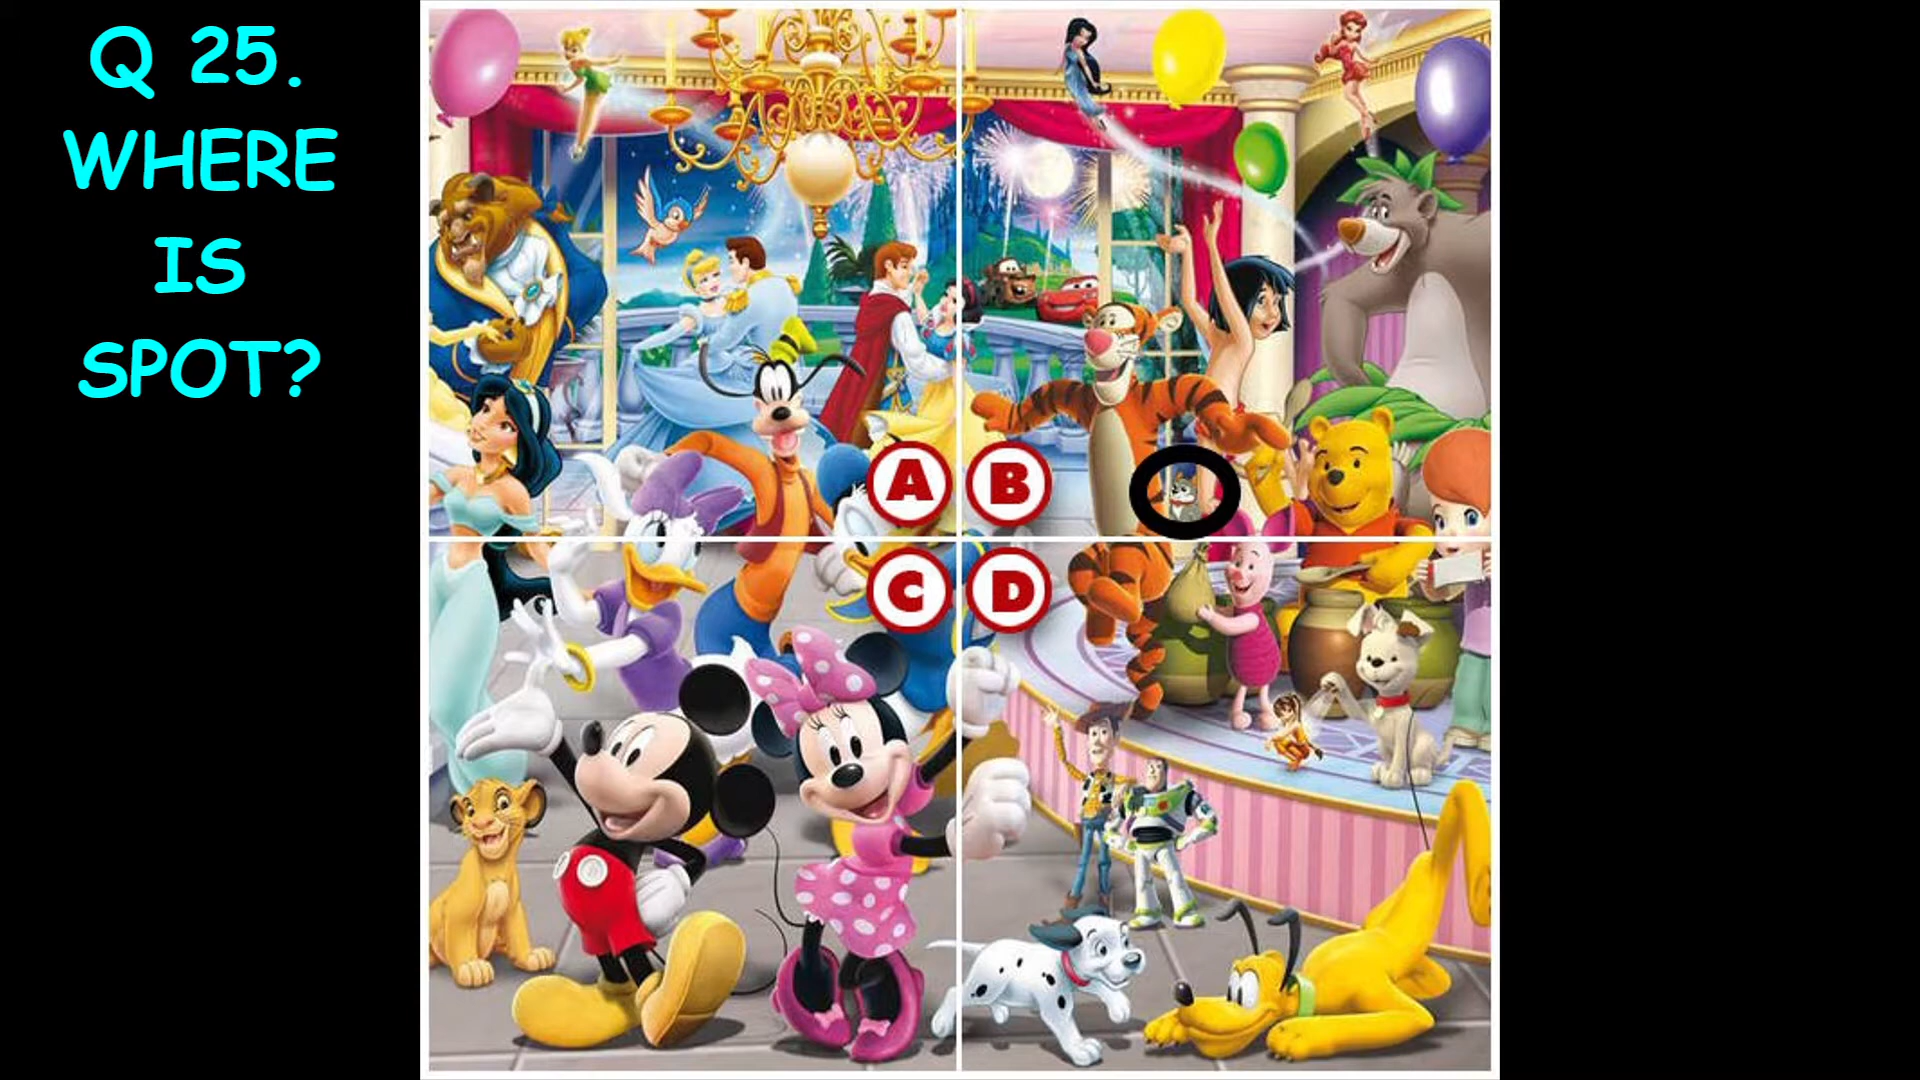 Q 25.
WHERE
IS
SPOT?
A B
C D